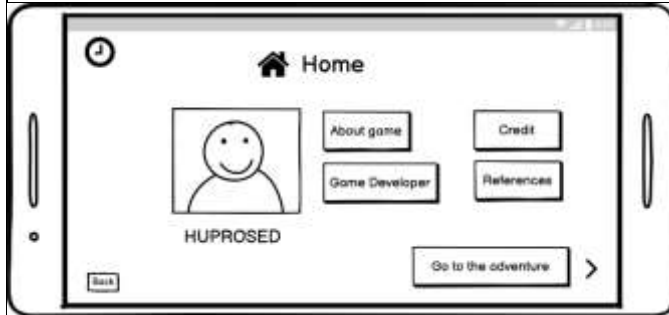 Home
About game
Credit
Game Developer
References
HUPROSED
Go to the adventure
Back